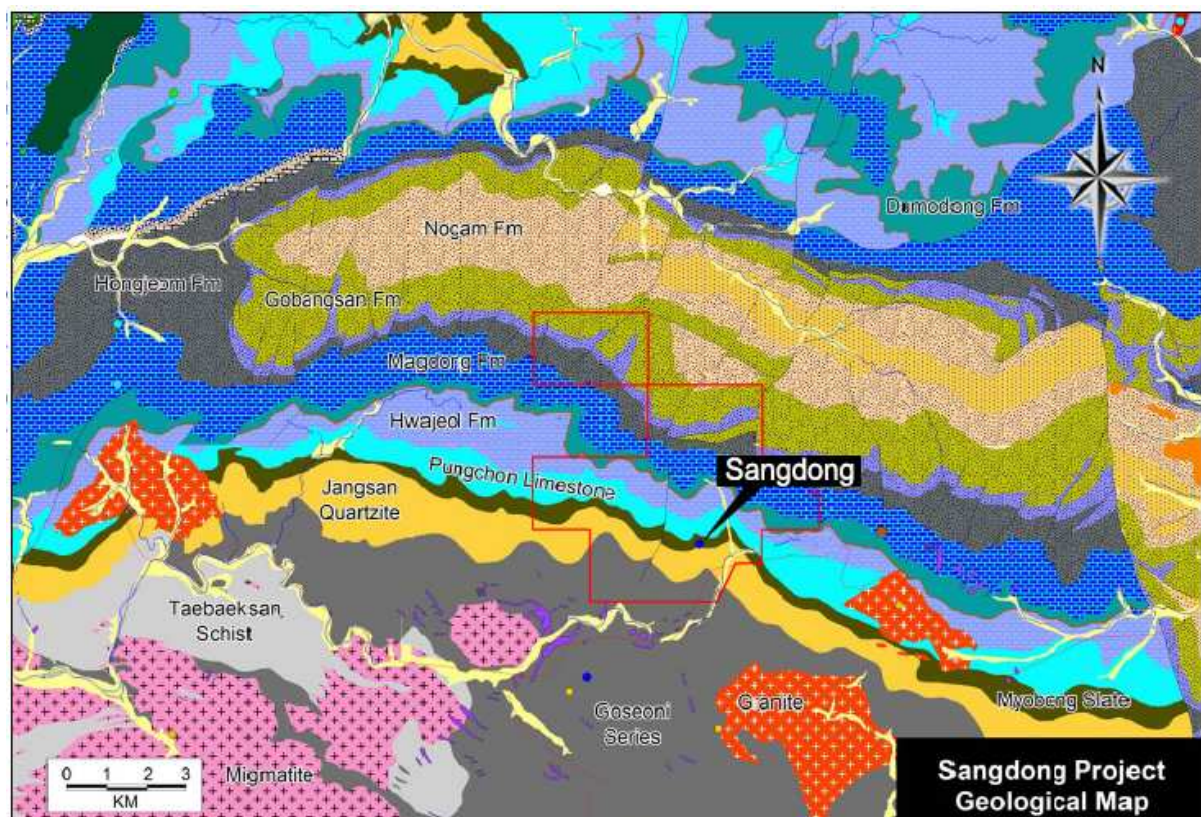 N
Dumodong Fm
Nogam Fm
Hongjeom Fm
Gobangsan Fm
Magdong Fm
Hwajeol Fm
Pungchon Limestone
Sangdong
Jangsan
Quartzite
Taebaeksan
Schist
Myobong Slate
Granite
Goseoni
Series
Migmatite
0 1 2 3
KM
Sangdong Project
Geological Map